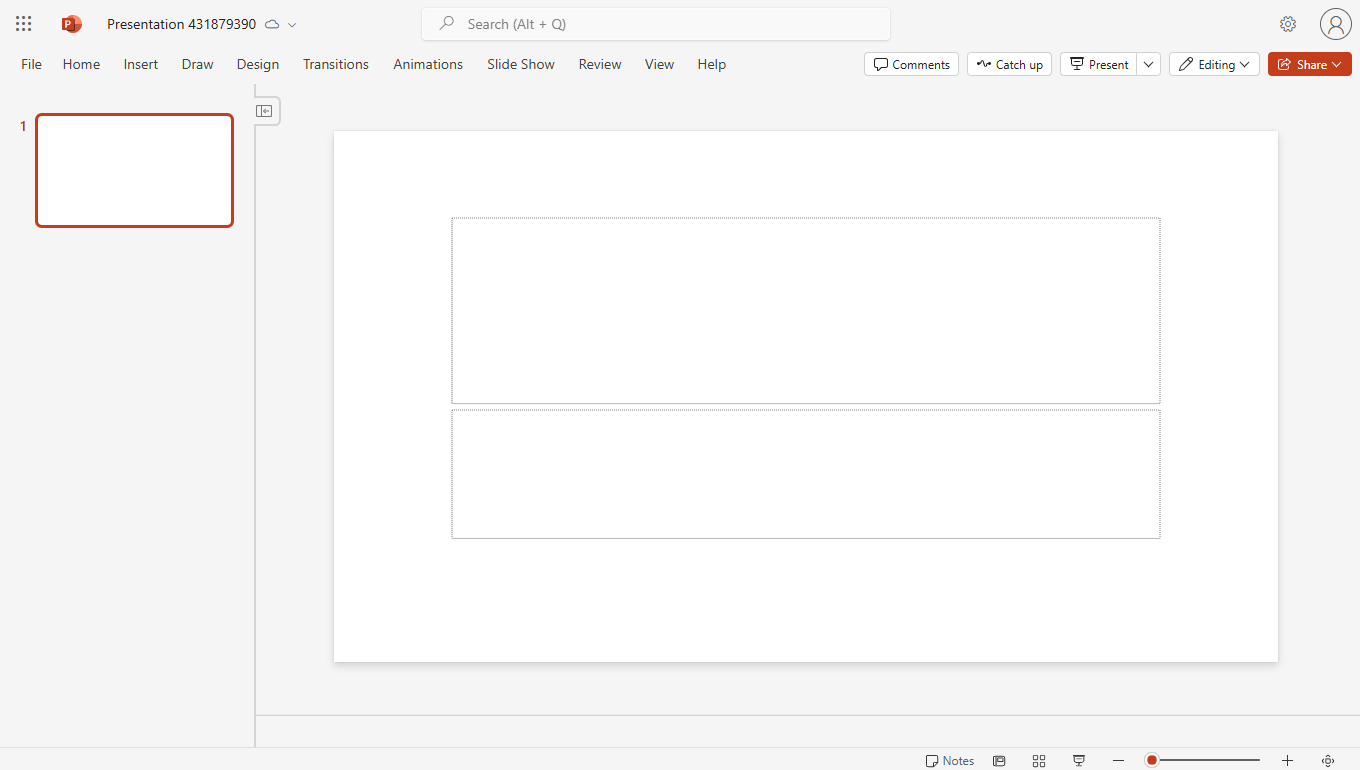 Presentation 431879390
Search (Alt + Q)
File Home Insert Draw Design Transitions Animations Slide Show Review View Help
Comments Catch up Present Editing Share
1
Notes